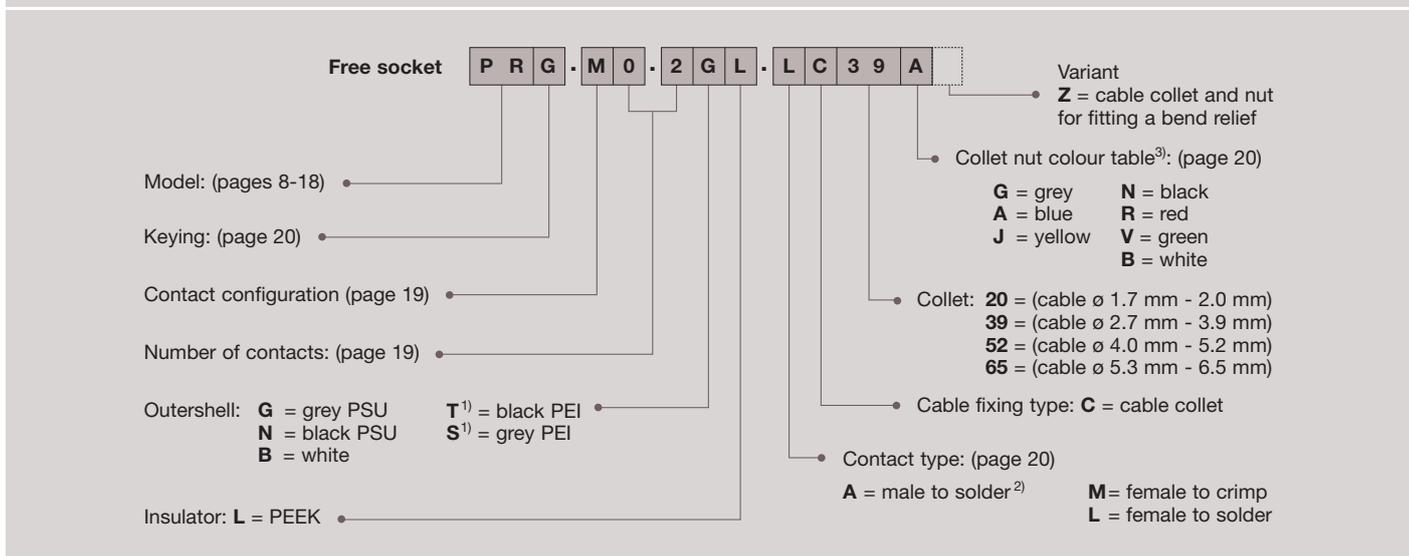 Free socket P R G . M 0 . 2 G L . L C 3 9 A
Variant
Z = cable collet and nut
for fitting a bend relief
Collet nut colour table3): (page 20)
G = grey N = black
A = blue R = red
J = yellow V = green
B = white
Model: (pages 8-18)
Keying: (page 20)
Contact configuration (page 19)
Number of contacts: (page 19)
Collet: 20 = (cable ø 1.7 mm - 2.0 mm)
39 = (cable ø 2.7 mm - 3.9 mm)
52 = (cable ø 4.0 mm - 5.2 mm)
65 = (cable ø 5.3 mm - 6.5 mm)
Outershell: G = grey PSU T1) = black PEI
N = black PSU S1) = grey PEI
B = white
Cable fixing type: C = cable collet
Contact type: (page 20)
A = male to solder2) M= female to crimp
L = female to solder
Insulator: L = PEEK